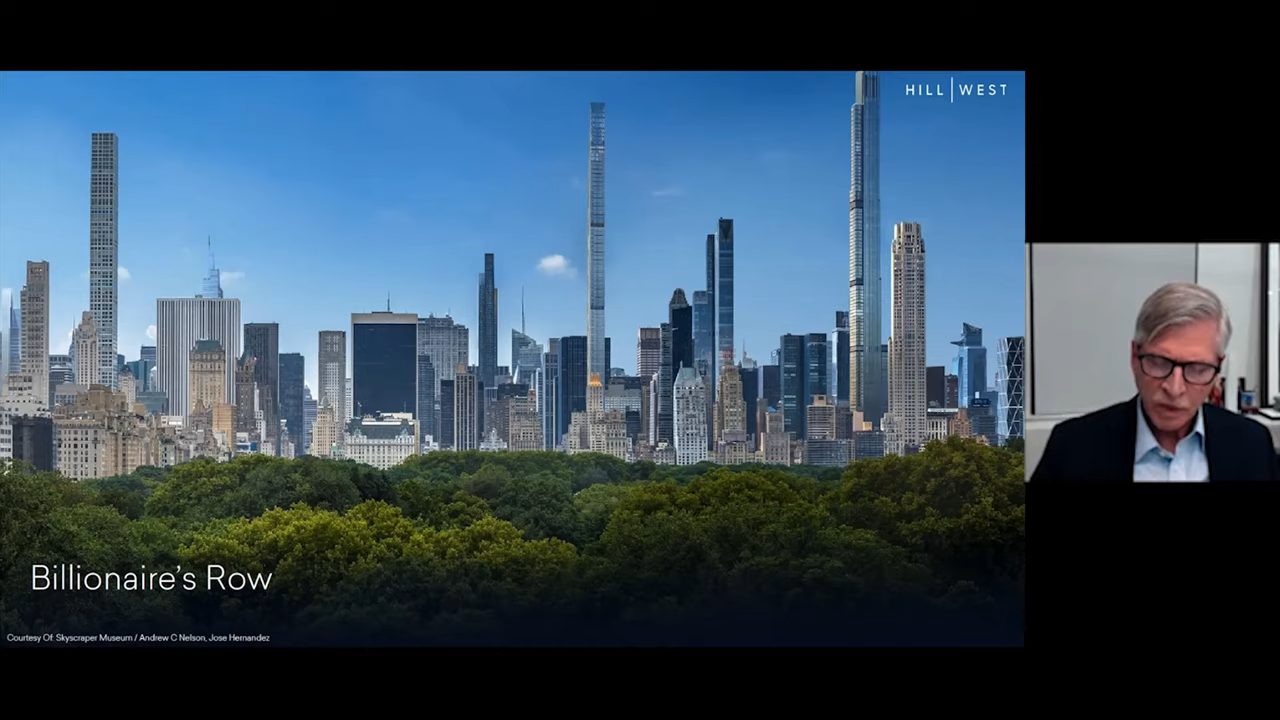 HILL | WEST
Billionaire's Row
Courtesy Of: Skyscraper Museum / Andrew C Nelson, Jose Hernandez